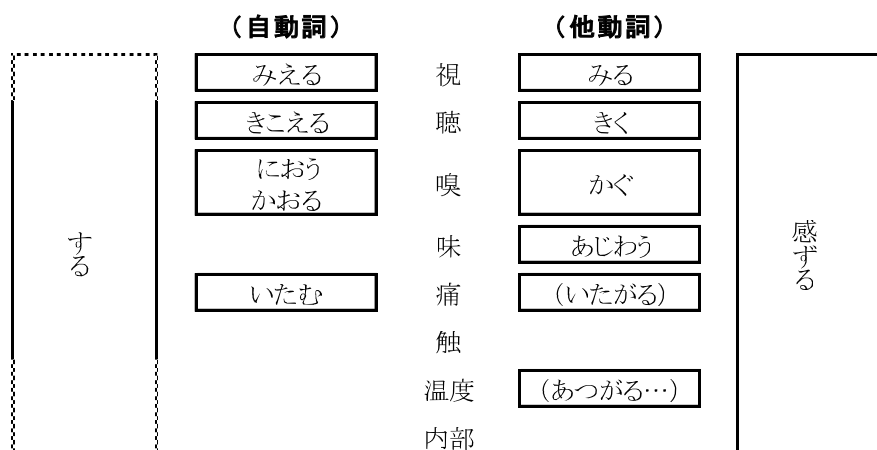 （自動詞）
（他動詞）
みえる
視
みる
きこえる
聴
きく
におう
かおる
嗅
かぐ
味
あじわう
いたむ
痛
（いたがる）
触
温度
（あつがる…）
内部
する
感ずる